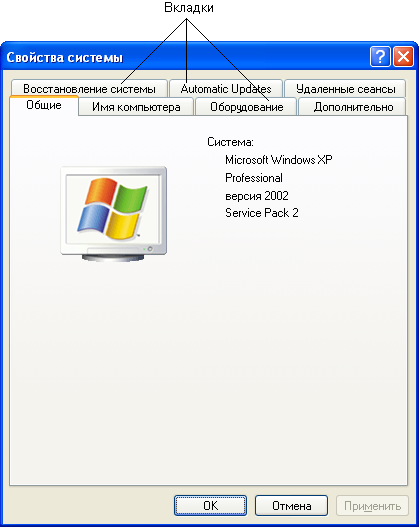 Вкладки
Свойства системы
Восстановление системы Automatic Updates Удаленные сеансы
Общие Имя компьютера Оборудование Дополнительно
Система:
Microsoft Windows XP
Professional
версия 2002
Service Pack 2
OK Отмена Применить